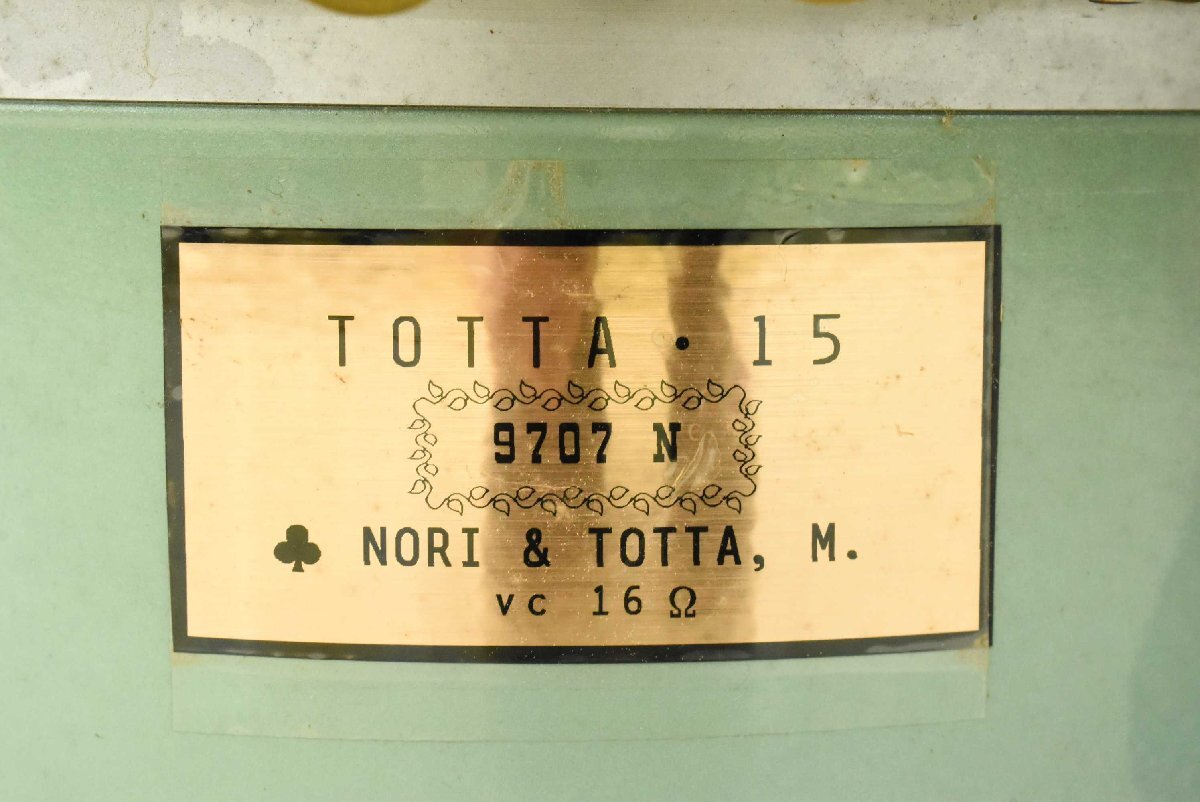 TOTTA・15
9707 N
♣ NORI & TOTTA, M.
vc 16 Ω